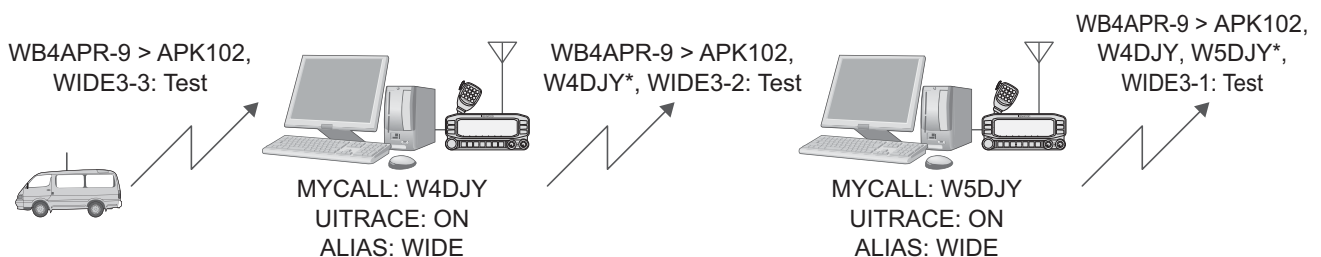 WB4APR-9 > APK102,
WIDE3-3: Test
MYCALL: W4DJY
UITRACE: ON
ALIAS: WIDE
WB4APR-9 > APK102,
W4DJY*, WIDE3-2: Test
MYCALL: W5DJY
UITRACE: ON
ALIAS: WIDE
WB4APR-9 > APK102,
W4DJY, W5DJY*,
WIDE3-1: Test